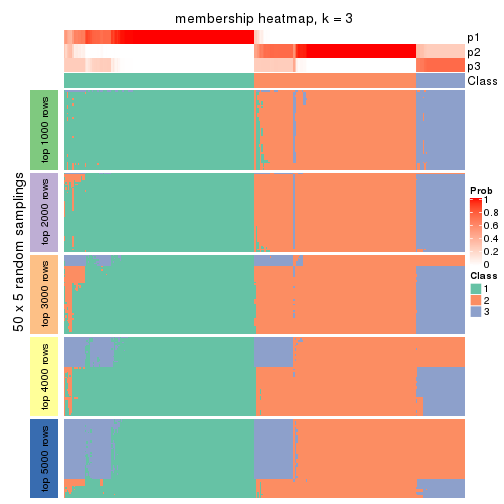 membership heatmap, k = 3
p1
p2
p3
Class
50 x 5 random samplings
top 1000 rows
top 2000 rows
top 3000 rows
top 4000 rows
top 5000 rows
Prob
1
0.8
0.6
0.4
0.2
0
Class
1
2
3